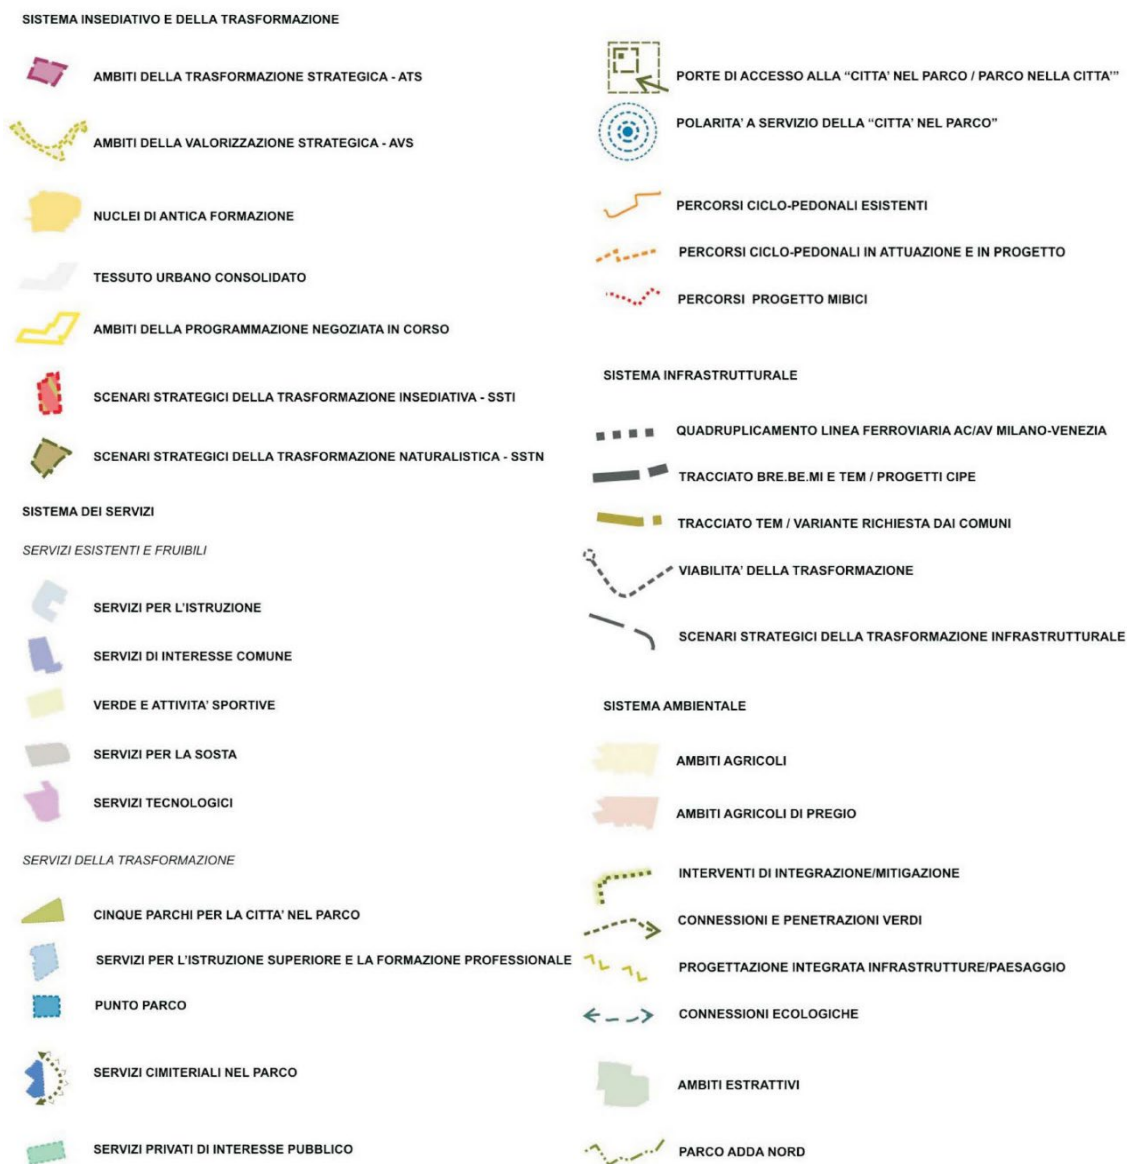 SISTEMA INSEDIATIVO E DELLA TRASFORMAZIONE
AMBITI DELLA TRASFORMAZIONE STRATEGICA - ATS
AMBITI DELLA VALORIZZAZIONE STRATEGICA - AVS
NUCLEI DI ANTICA FORMAZIONE
TESSUTO URBANO CONSOLIDATO
AMBITI DELLA PROGRAMMAZIONE NEGOZIATA IN CORSO
SCENARI STRATEGICI DELLA TRASFORMAZIONE INSEDIATIVA - SSTI
SCENARI STRATEGICI DELLA TRASFORMAZIONE NATURALISTICA - SSTN
SISTEMA DEI SERVIZI
SERVIZI ESISTENTI E FRUIBILI
SERVIZI PER L'ISTRUZIONE
SERVIZI DI INTERESSE COMUNE
VERDE E ATTIVITA' SPORTIVE
SERVIZI PER LA SOSTA
SERVIZI TECNOLOGICI
SERVIZI DELLA TRASFORMAZIONE
CINQUE PARCHI PER LA CITTA' NEL PARCO
SERVIZI PER L'ISTRUZIONE SUPERIORE E LA FORMAZIONE PROFESSIONALE
PUNTO PARCO
SERVIZI CIMITERIALI NEL PARCO
SERVIZI PRIVATI DI INTERESSE PUBBLICO
PORTE DI ACCESSO ALLA "CITTA' NEL PARCO / PARCO NELLA CITTA'"
POLARITA' A SERVIZIO DELLA "CITTA' NEL PARCO"
PERCORSI CICLO-PEDONALI ESISTENTI
PERCORSI CICLO-PEDONALI IN ATTUAZIONE E IN PROGETTO
PERCORSI PROGETTO MIBICI
SISTEMA INFRASTRUTTURALE
QUADRUPLICAMENTO LINEA FERROVIARIA AC/AV MILANO-VENEZIA
TRACCIATO BRE.BE.MI E TEM / PROGETTI CIPE
TRACCIATO TEM / VARIANTE RICHIESTA DAI COMUNI
VIABILITA' DELLA TRASFORMAZIONE
SCENARI STRATEGICI DELLA TRASFORMAZIONE INFRASTRUTTURALE
SISTEMA AMBIENTALE
AMBITI AGRICOLI
AMBITI AGRICOLI DI PREGIO
INTERVENTI DI INTEGRAZIONE/MITIGAZIONE
CONNESSIONI E PENETRAZIONI VERDI
PROGETTAZIONE INTEGRATA INFRASTRUTTURE/PAESAGGIO
CONNESSIONI ECOLOGICHE
AMBITI ESTRATTIVI
PARCO ADDA NORD